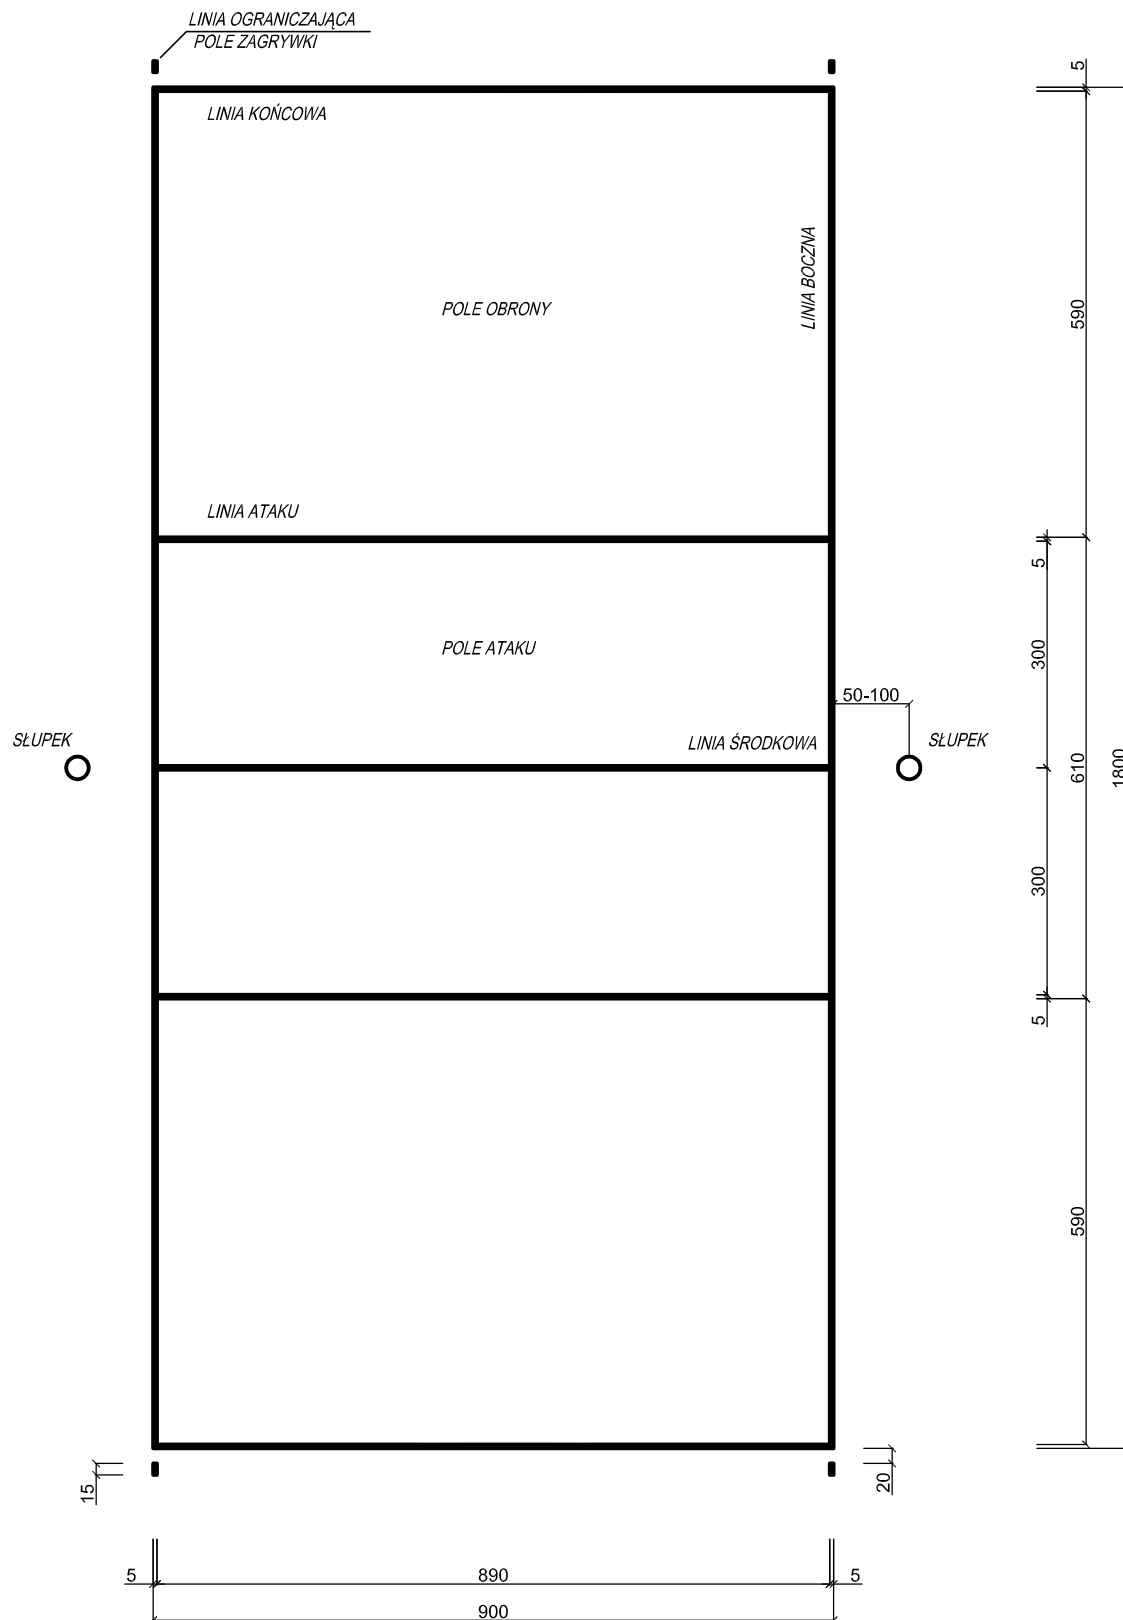 LINIA OGRANICZAJĄCA
POLE ZAGRYWKI
5
LINIA KOŃCOWA
LINIA BOCZNA
POLE OBRONY
590
LINIA ATAKU
5
POLE ATAKU
300
50-100
SŁUPEK
LINIA ŚRODKOWA
SŁUPEK
610
1800
300
5
590
15
20
5
890
5
900